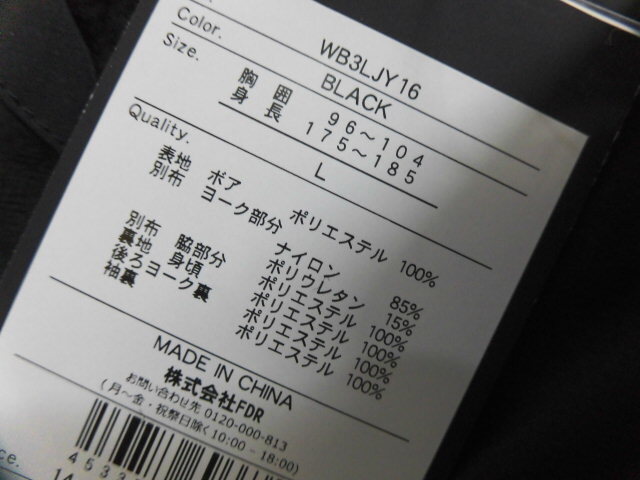 WB3LJY16
Color. BLACK
Size.
胸囲 96～104
身長 175～185
L
Quality.
表地 ボア ポリエステル 100%
別布 ヨーク部分
ナイロン 85%
ポリウレタン 15%
別布 脇部分 ポリエステル 100%
裏地 身頃 ポリエステル 100%
後ろヨーク裏 ポリエステル 100%
袖裏 ポリエステル 100%
MADE IN CHINA
株式会社FDR
お問い合わせ先 0120-000-813
(月～金・祝祭日除く10:00 - 18:00)